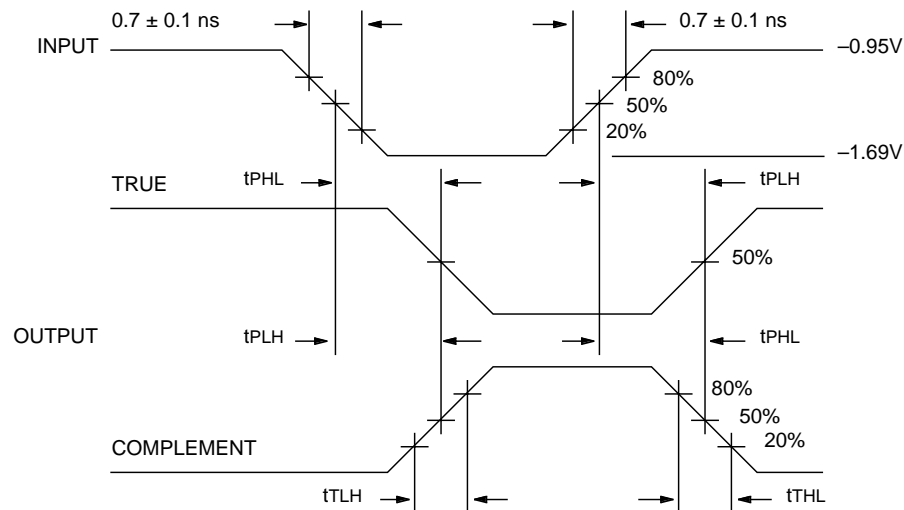 0.7 ± 0.1 ns 0.7 ± 0.1 ns
INPUT –0.95V
80%
50%
20%
–1.69V
tPHL tPLH
TRUE
50%
OUTPUT tPLH tPHL
80%
50%
20%
COMPLEMENT
tTLH tTHL